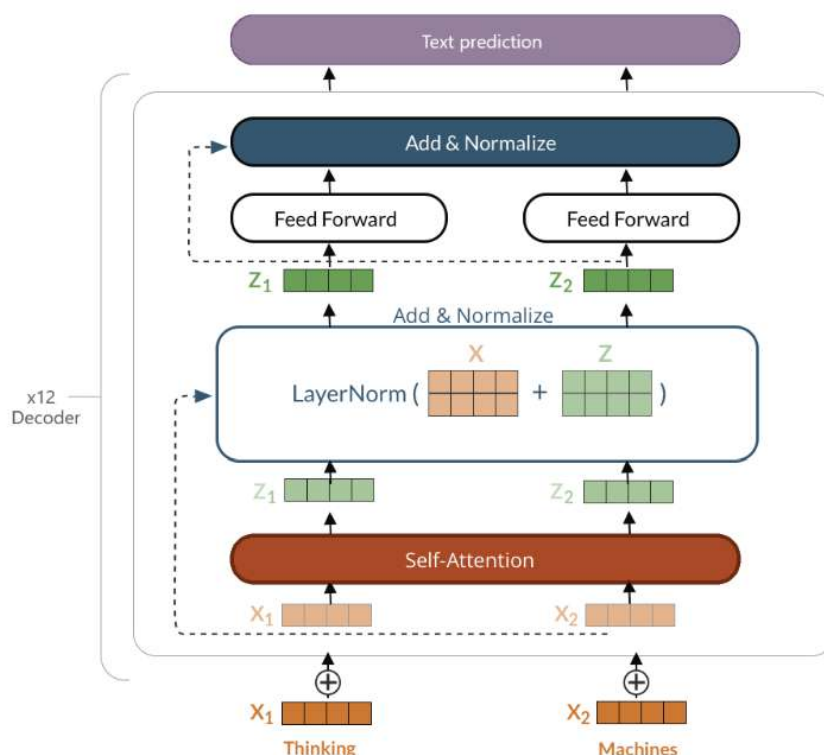 Text prediction
Add & Normalize
Feed Forward Feed Forward
Z1 Z2
Add & Normalize
X Z
LayerNorm ( + )
x12
Decoder
Z1 Z2
Self-Attention
X1 X2
X1 X2
Thinking Machines